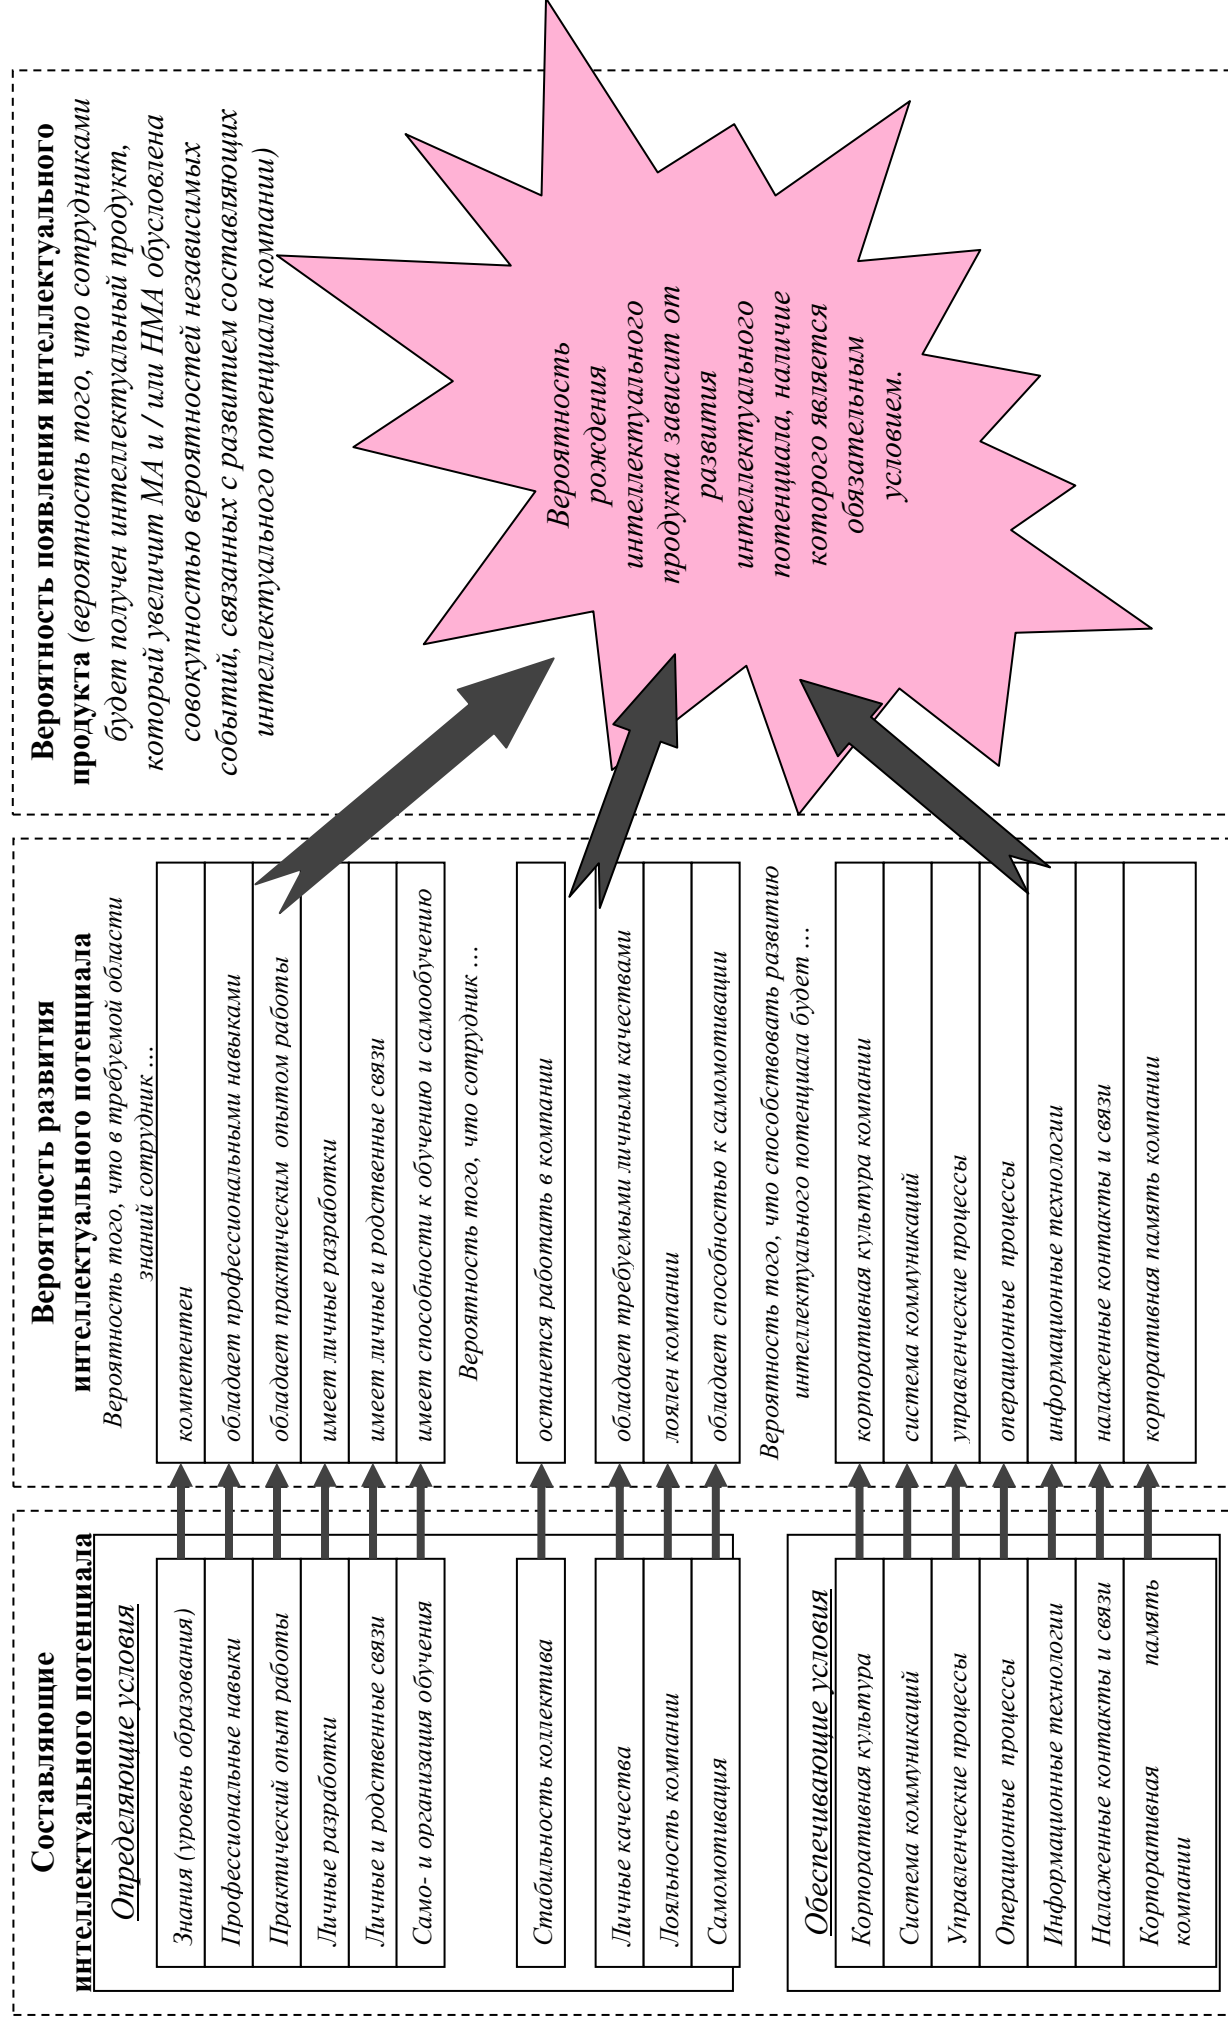 Составляющие
интеллектуального потенциала
Определяющие условия
Знания (уровень образования)
Профессиональные навыки
Практический опыт работы
Личные разработки
Личные и родственные связи
Само- и организация обучения
Стабильность коллектива
Личные качества
Лояльность компании
Самомотивация
Обеспечивающие условия
Корпоративная культура
Система коммуникаций
Управленческие процессы
Операционные процессы
Информационные технологии
Налаженные контакты и связи
Корпоративная память
компании
Вероятность развития
интеллектуального потенциала
Вероятность того, что в требуемой области
знаний сотрудник ...
компетентен
обладает профессиональными навыками
обладает практическим опытом работы
имеет личные разработки
имеет личные и родственные связи
имеет способности к обучению и самообучению
Вероятность того, что сотрудник ...
останется работать в компании
обладает требуемыми личными качествами
лоялен компании
обладает способностью к самомотивации
Вероятность того, что способствовать развитию
интеллектуального потенциала будет ...
корпоративная культура компании
система коммуникаций
управленческие процессы
операционные процессы
информационные технологии
налаженные контакты и связи
корпоративная память компании
Вероятность появления интеллектуального
продукта (вероятность того, что сотрудниками
будет получен интеллектуальный продукт,
который увеличит МА и / или НМА обусловлена
совокупностью вероятностей независимых
событий, связанных с развитием составляющих
интеллектуального потенциала компании)
Вероятность
рождения
интеллектуального
продукта зависит от
развития
интеллектуального
потенциала, наличие
которого является
обязательным
условием.